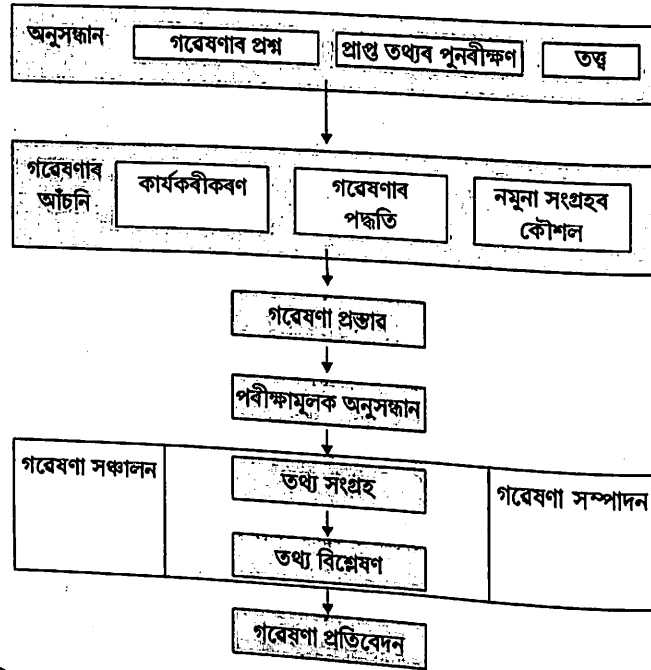 অনুসন্ধান
গৱেষণাৰ প্ৰশ্ন
প্ৰাপ্ত তথ্যৰ পুনৰীক্ষণ
তত্ত্ব
গৱেষণাৰ
আঁচনি
কাৰ্যকৰীকৰণ
গৱেষণাৰ
পদ্ধতি
নমুনা সংগ্ৰহৰ
কৌশল
গৱেষণা প্ৰস্তাৱ
পৰীক্ষামূলক অনুসন্ধান
গৱেষণা সঞ্চালন
তথ্য সংগ্ৰহ
গৱেষণা সম্পাদন
তথ্য বিশ্লেষণ
গৱেষণা প্ৰতিবেদন